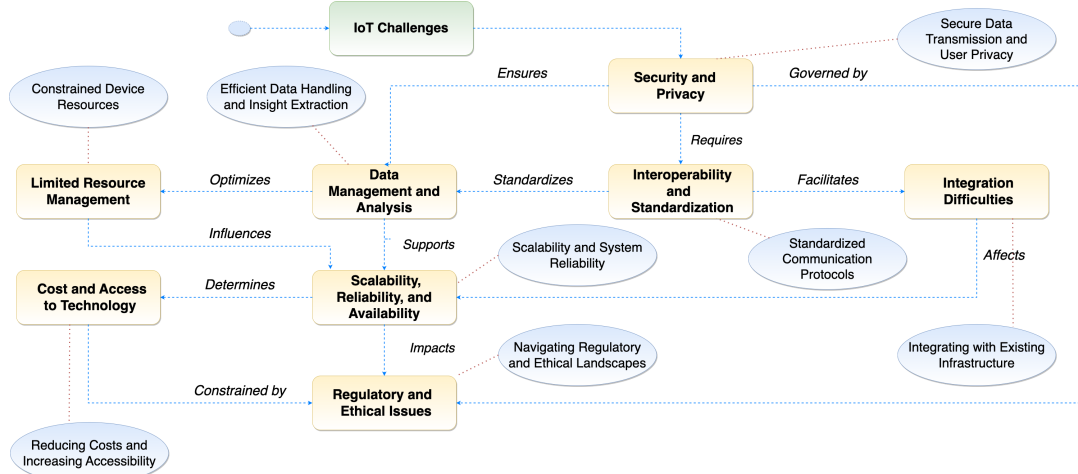 IoT Challenges
Secure Data
Transmission and
User Privacy
Ensures
Security and
Privacy
Governed by
Constrained Device
Resources
Efficient Data Handling
and Insight Extraction
Requires
Limited Resource
Management
Optimizes
Data
Management and
Analysis
Standardizes
Interoperability
and
Standardization
Facilitates
Integration
Difficulties
Influences
Supports
Scalability and System
Reliability
Standardized
Communication
Protocols
Affects
Cost and Access
to Technology
Determines
Scalability,
Reliability, and
Availability
Impacts
Navigating Regulatory
and Ethical Landscapes
Integrating with Existing
Infrastructure
Constrained by
Regulatory and
Ethical Issues
Reducing Costs and
Increasing Accessibility